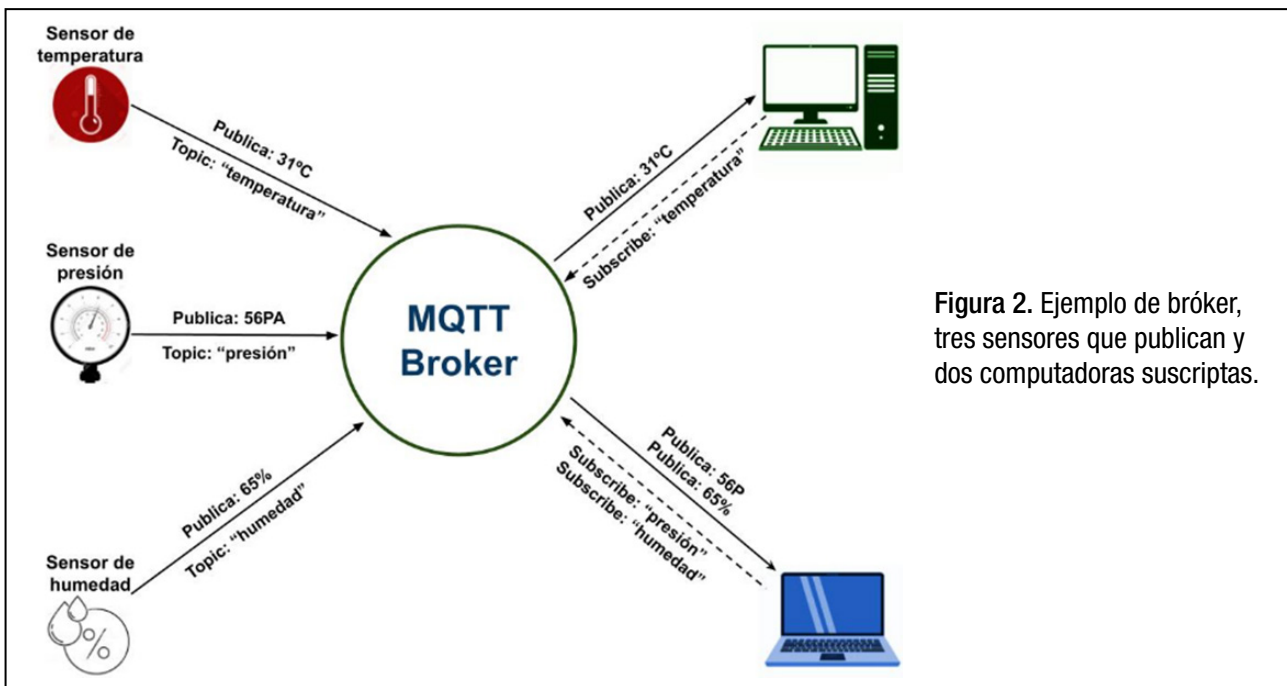 Sensor de
temperatura
Publica: 31ºC
Topic: “temperatura”
Sensor de
presión
Publica: 56PA
Topic: “presión”
Sensor de
humedad
Publica: 65%
Topic: “humedad”
MQTT
Broker
Publica: 31ºC
Subscribe: “temperatura”
Publica: 56P
Publica: 65%
Subscribe: “presión”
Subscribe: “humedad”
%
Figura 2. Ejemplo de bróker,
tres sensores que publican y
dos computadoras suscriptas.